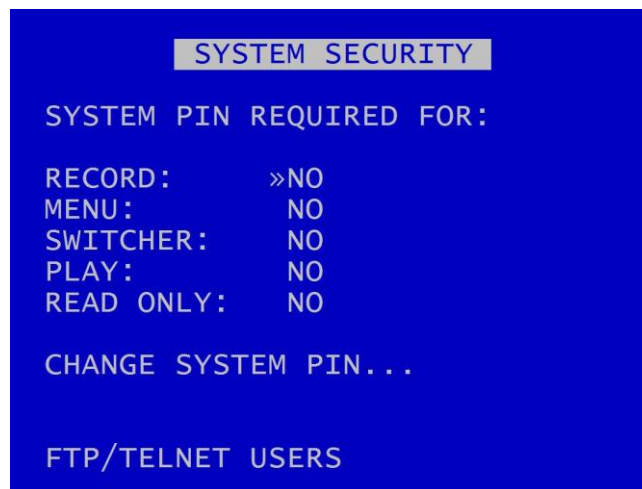 SYSTEM SECURITY
SYSTEM PIN REQUIRED FOR:
RECORD: »NO
MENU: NO
SWITCHER: NO
PLAY: NO
READ ONLY: NO
CHANGE SYSTEM PIN...
FTP/TELNET USERS